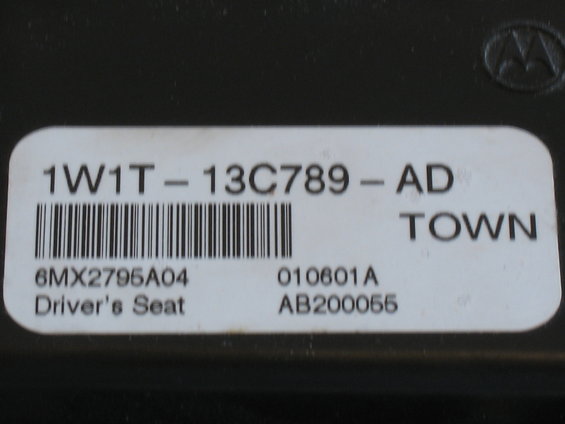 1W1T - 13C789 - AD
TOWN
6MX2795A04 010601A
Driver's Seat AB200055